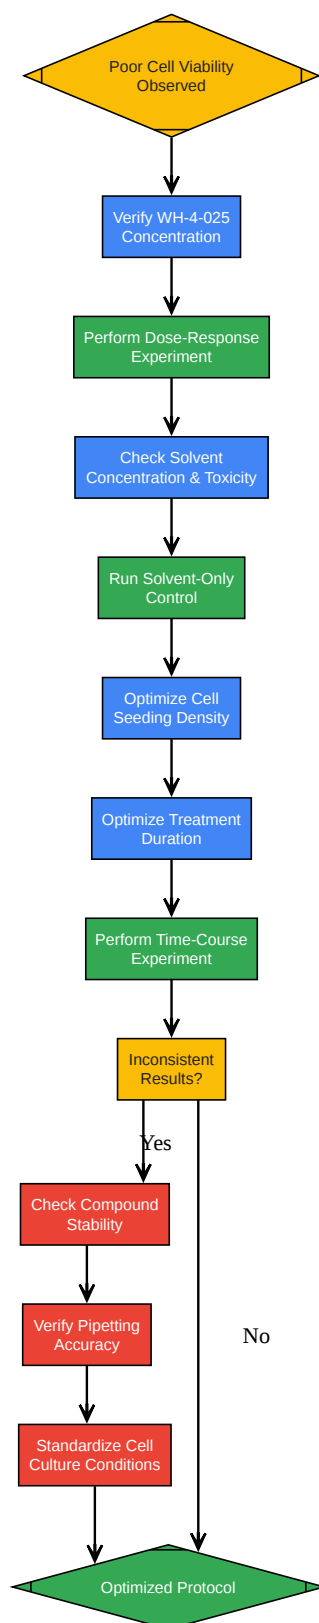 Poor Cell Viability
Observed
Verify WH-4-025
Concentration
Perform Dose-Response
Experiment
Check Solvent
Concentration & Toxicity
Run Solvent-Only
Control
Optimize Cell
Seeding Density
Optimize Treatment
Duration
Perform Time-Course
Experiment
Inconsistent
Results?
Yes
Check Compound
Stability
Verify Pipetting
Accuracy
No
Standardize Cell
Culture Conditions
Optimized Protocol